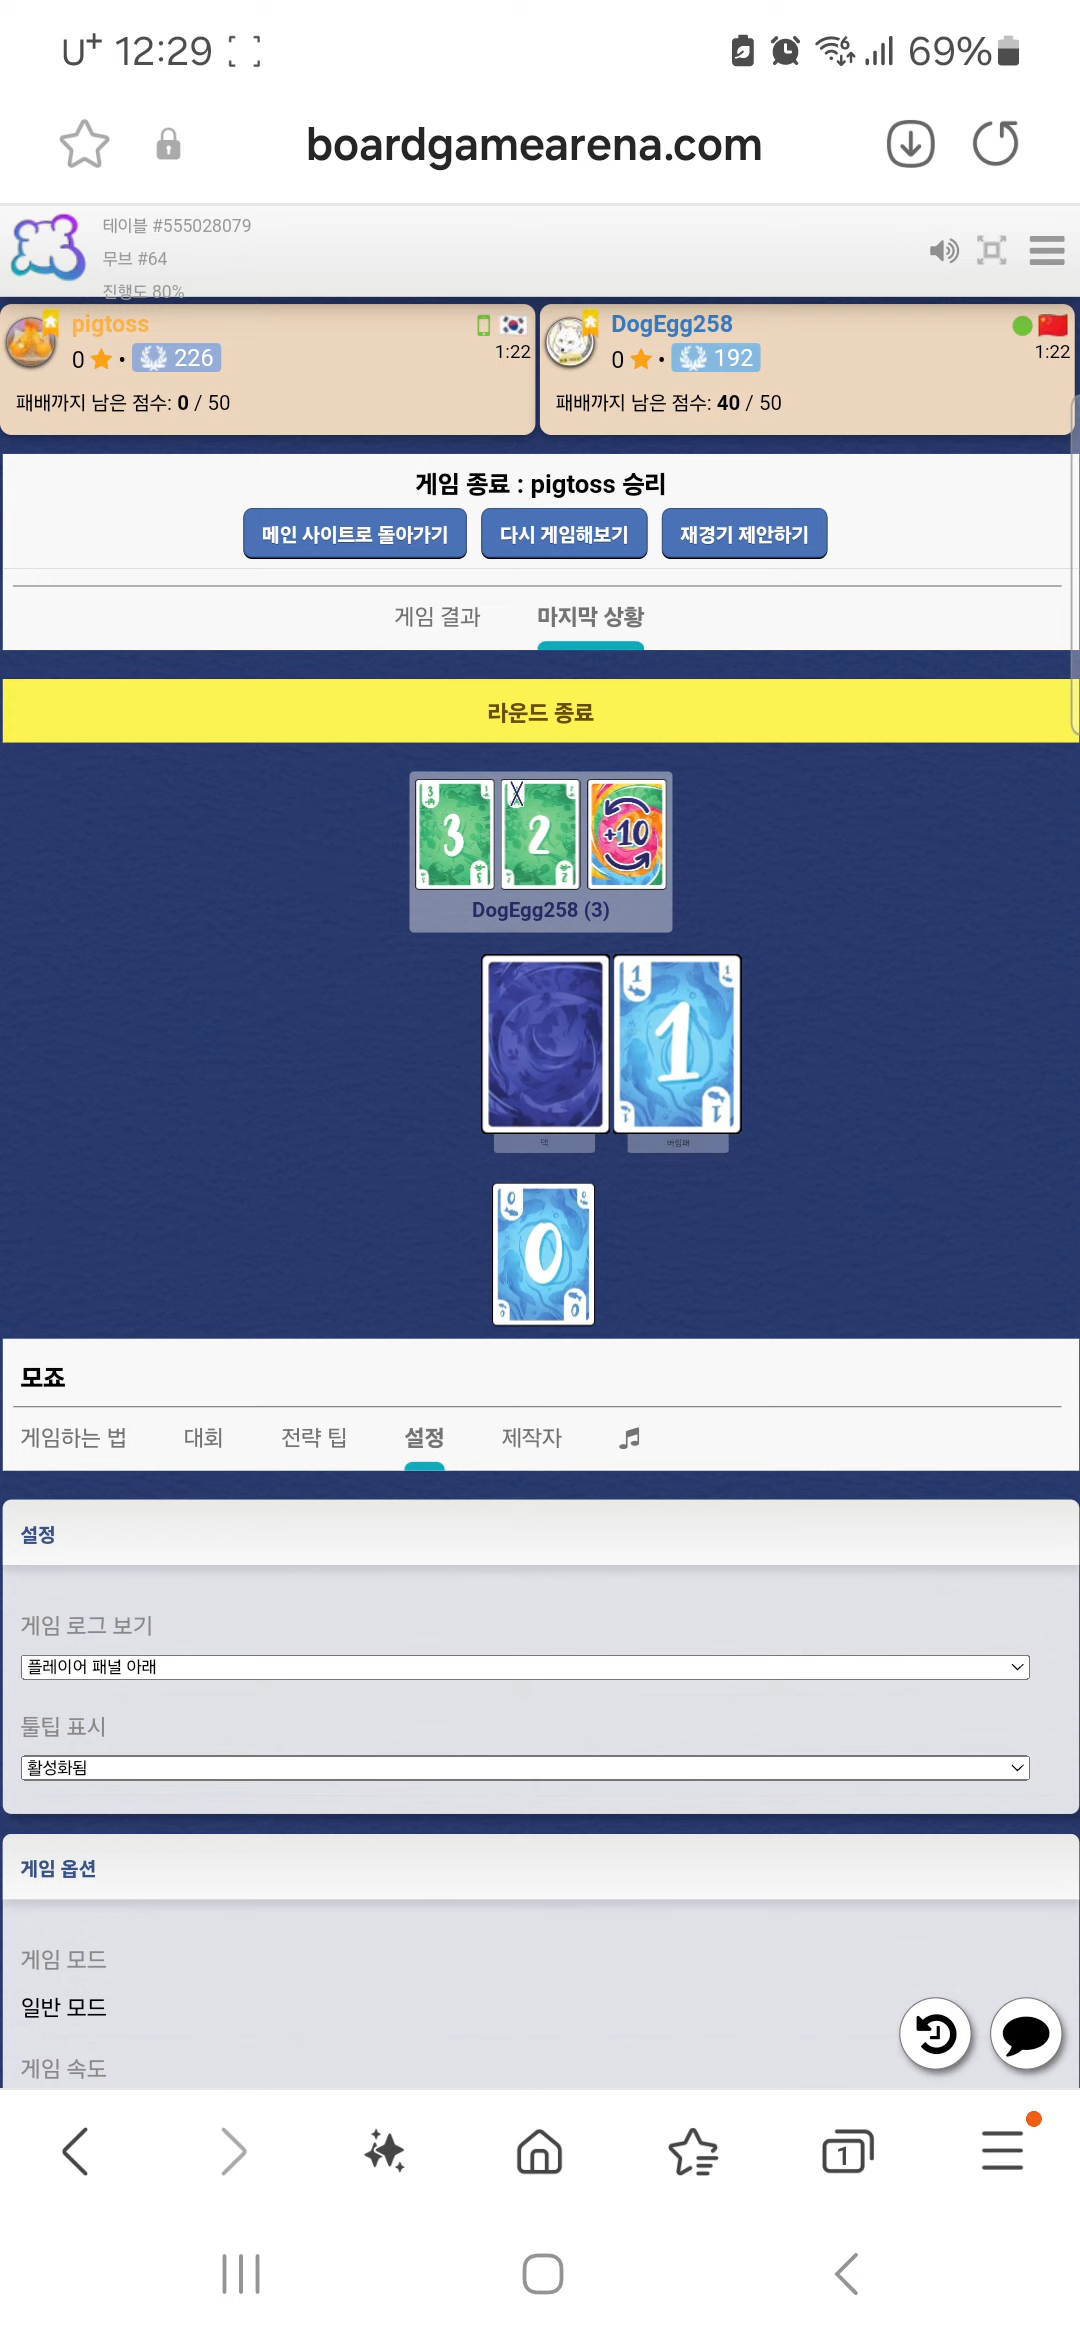 U+ 12:29 69%
boardgamearena.com
테이블 #555028079
무브 #64
진행도 80%
pigtoss
0 • 226
1:22
패배까지 남은 점수: 0 / 50
DogEgg258
0 • 192
1:22
패배까지 남은 점수: 40 / 50
게임 종료 : pigtoss 승리
메인 사이트로 돌아가기 다시 게임해보기 재경기 제안하기
게임 결과 마지막 상황
라운드 종료
3 2 +10
DogEgg258 (3)
1
덱 버림패
0
모죠
게임하는 법 대회 전략 팁 설정 제작자
설정
게임 로그 보기
플레이어 패널 아래
툴팁 표시
활성화됨
게임 옵션
게임 모드
일반 모드
게임 속도
1